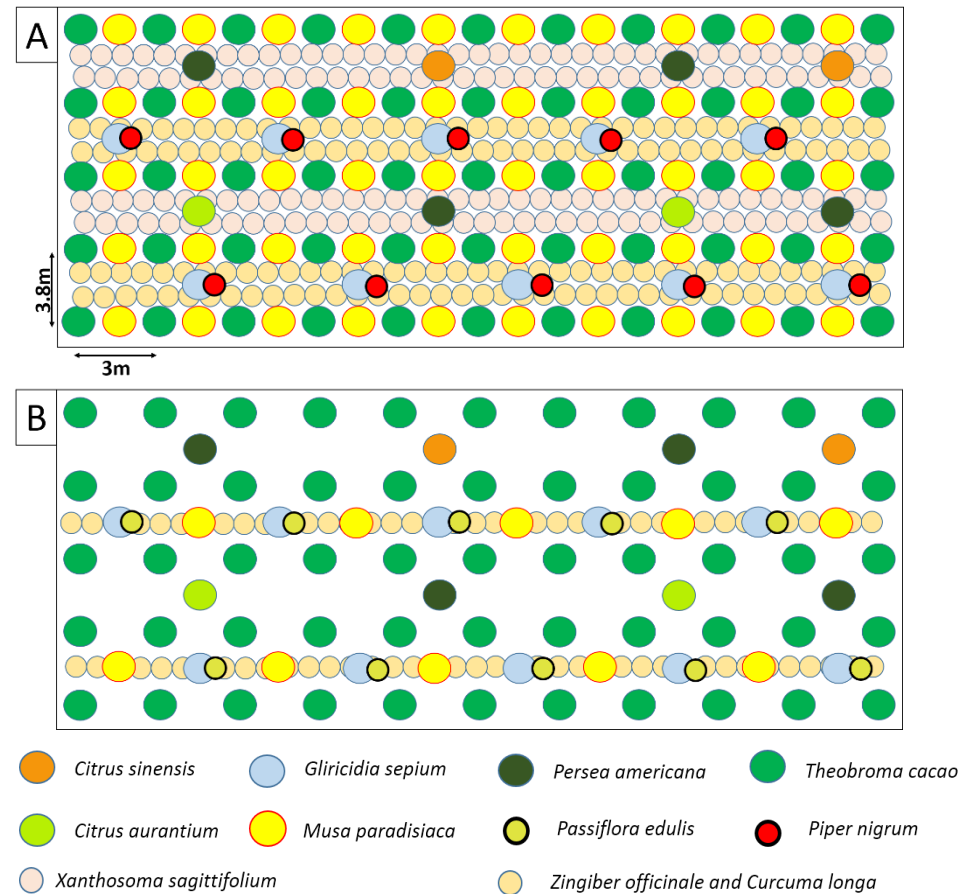 A
3.8m
3m
B
Citrus sinensis
Gliricidia sepium
Persea americana
Theobroma cacao
Citrus aurantium
Musa paradisiaca
Passiflora edulis
Piper nigrum
Xanthosoma sagittifolium
Zingiber officinale and Curcuma longa